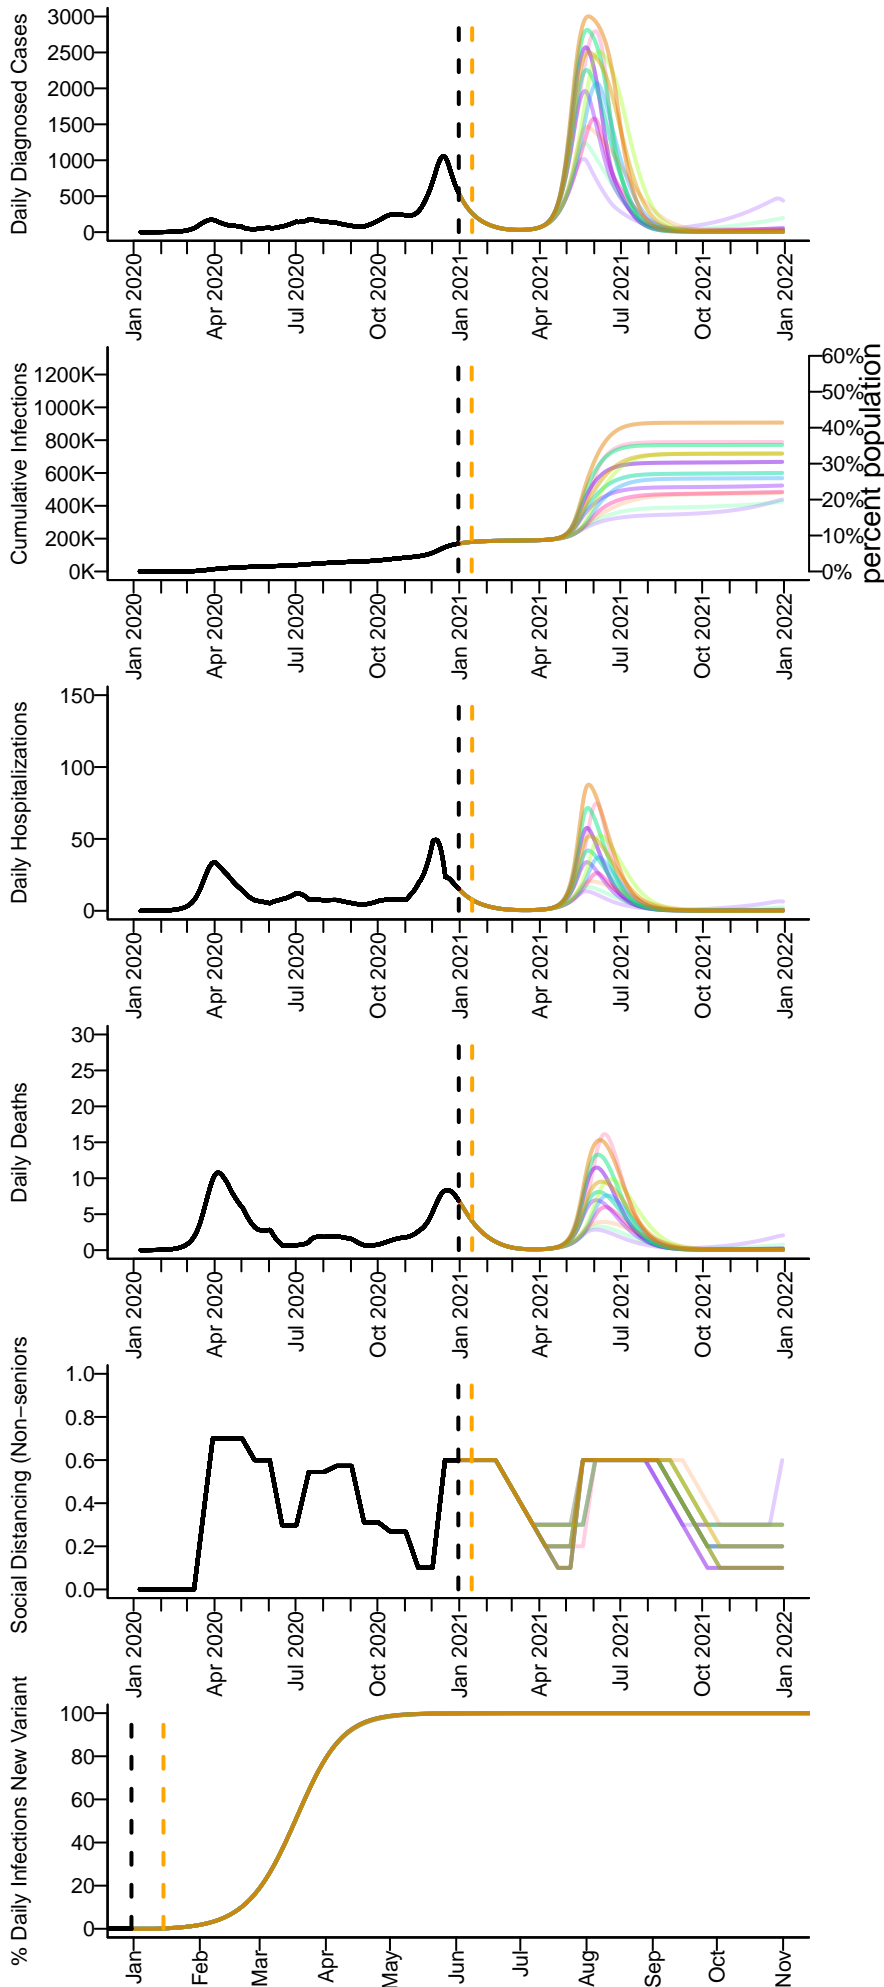 Daily Diagnosed Cases
3000
2500
2000
1500
1000
500
0
Jan 2020
Apr 2020
Jul 2020
Oct 2020
Jan 2021
Apr 2021
Jul 2021
Oct 2021
Jan 2022
Cumulative Infections
1200K
1000K
800K
600K
400K
200K
0K
60%
50%
40%
30%
20%
10%
0%
percent population
Jan 2020
Apr 2020
Jul 2020
Oct 2020
Jan 2021
Apr 2021
Jul 2021
Oct 2021
Jan 2022
Daily Hospitalizations
150
100
50
0
Jan 2020
Apr 2020
Jul 2020
Oct 2020
Jan 2021
Apr 2021
Jul 2021
Oct 2021
Jan 2022
Daily Deaths
30
25
20
15
10
5
0
Jan 2020
Apr 2020
Jul 2020
Oct 2020
Jan 2021
Apr 2021
Jul 2021
Oct 2021
Jan 2022
Social Distancing (Non−seniors
1.0
0.8
0.6
0.4
0.2
0.0
Jan 2020
Apr 2020
Jul 2020
Oct 2020
Jan 2021
Apr 2021
Jul 2021
Oct 2021
Jan 2022
% Daily Infections New Variant
100
80
60
40
20
0
Jan
Feb
Mar
Apr
May
Jun
Jul
Aug
Sep
Oct
Nov